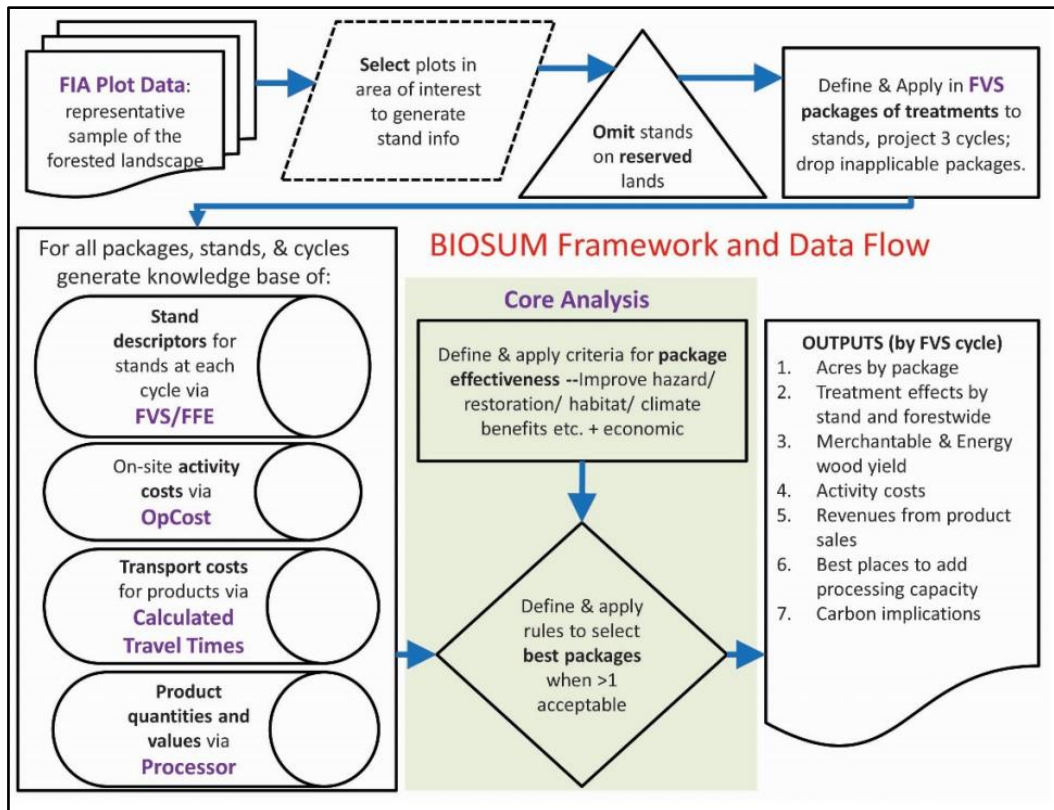 FIA Plot Data:
representative
sample of the
forested landscape
Select plots in
area of interest
to generate
stand info
Omit stands
on reserved
lands
Define & Apply in FVS
packages of treatments to
stands, project 3 cycles;
drop inapplicable packages.
For all packages, stands, & cycles
generate knowledge base of:
Stand
descriptors for
stands at each
cycle via
FVS/FFE
On-site activity
costs via
OpCost
Transport costs
for products via
Calculated
Travel Times
Product
quantities and
values via
Processor
BIOSUM Framework and Data Flow
Core Analysis
Define & apply criteria for package
effectiveness --Improve hazard/
restoration/ habitat/ climate
benefits etc. + economic
Define & apply
rules to select
best packages
when >1
acceptable
OUTPUTS (by FVS cycle)
1. Acres by package
2. Treatment effects by
stand and forestwide
3. Merchantable & Energy
wood yield
4. Activity costs
5. Revenues from product
sales
6. Best places to add
processing capacity
7. Carbon implications